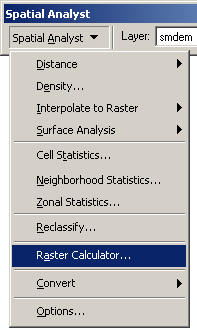 Spatial Analyst
Spatial Analyst Layer: smdem
Distance
Density...
Interpolate to Raster
Surface Analysis
Cell Statistics...
Neighborhood Statistics...
Zonal Statistics...
Reclassify...
Raster Calculator...
Convert
Options...